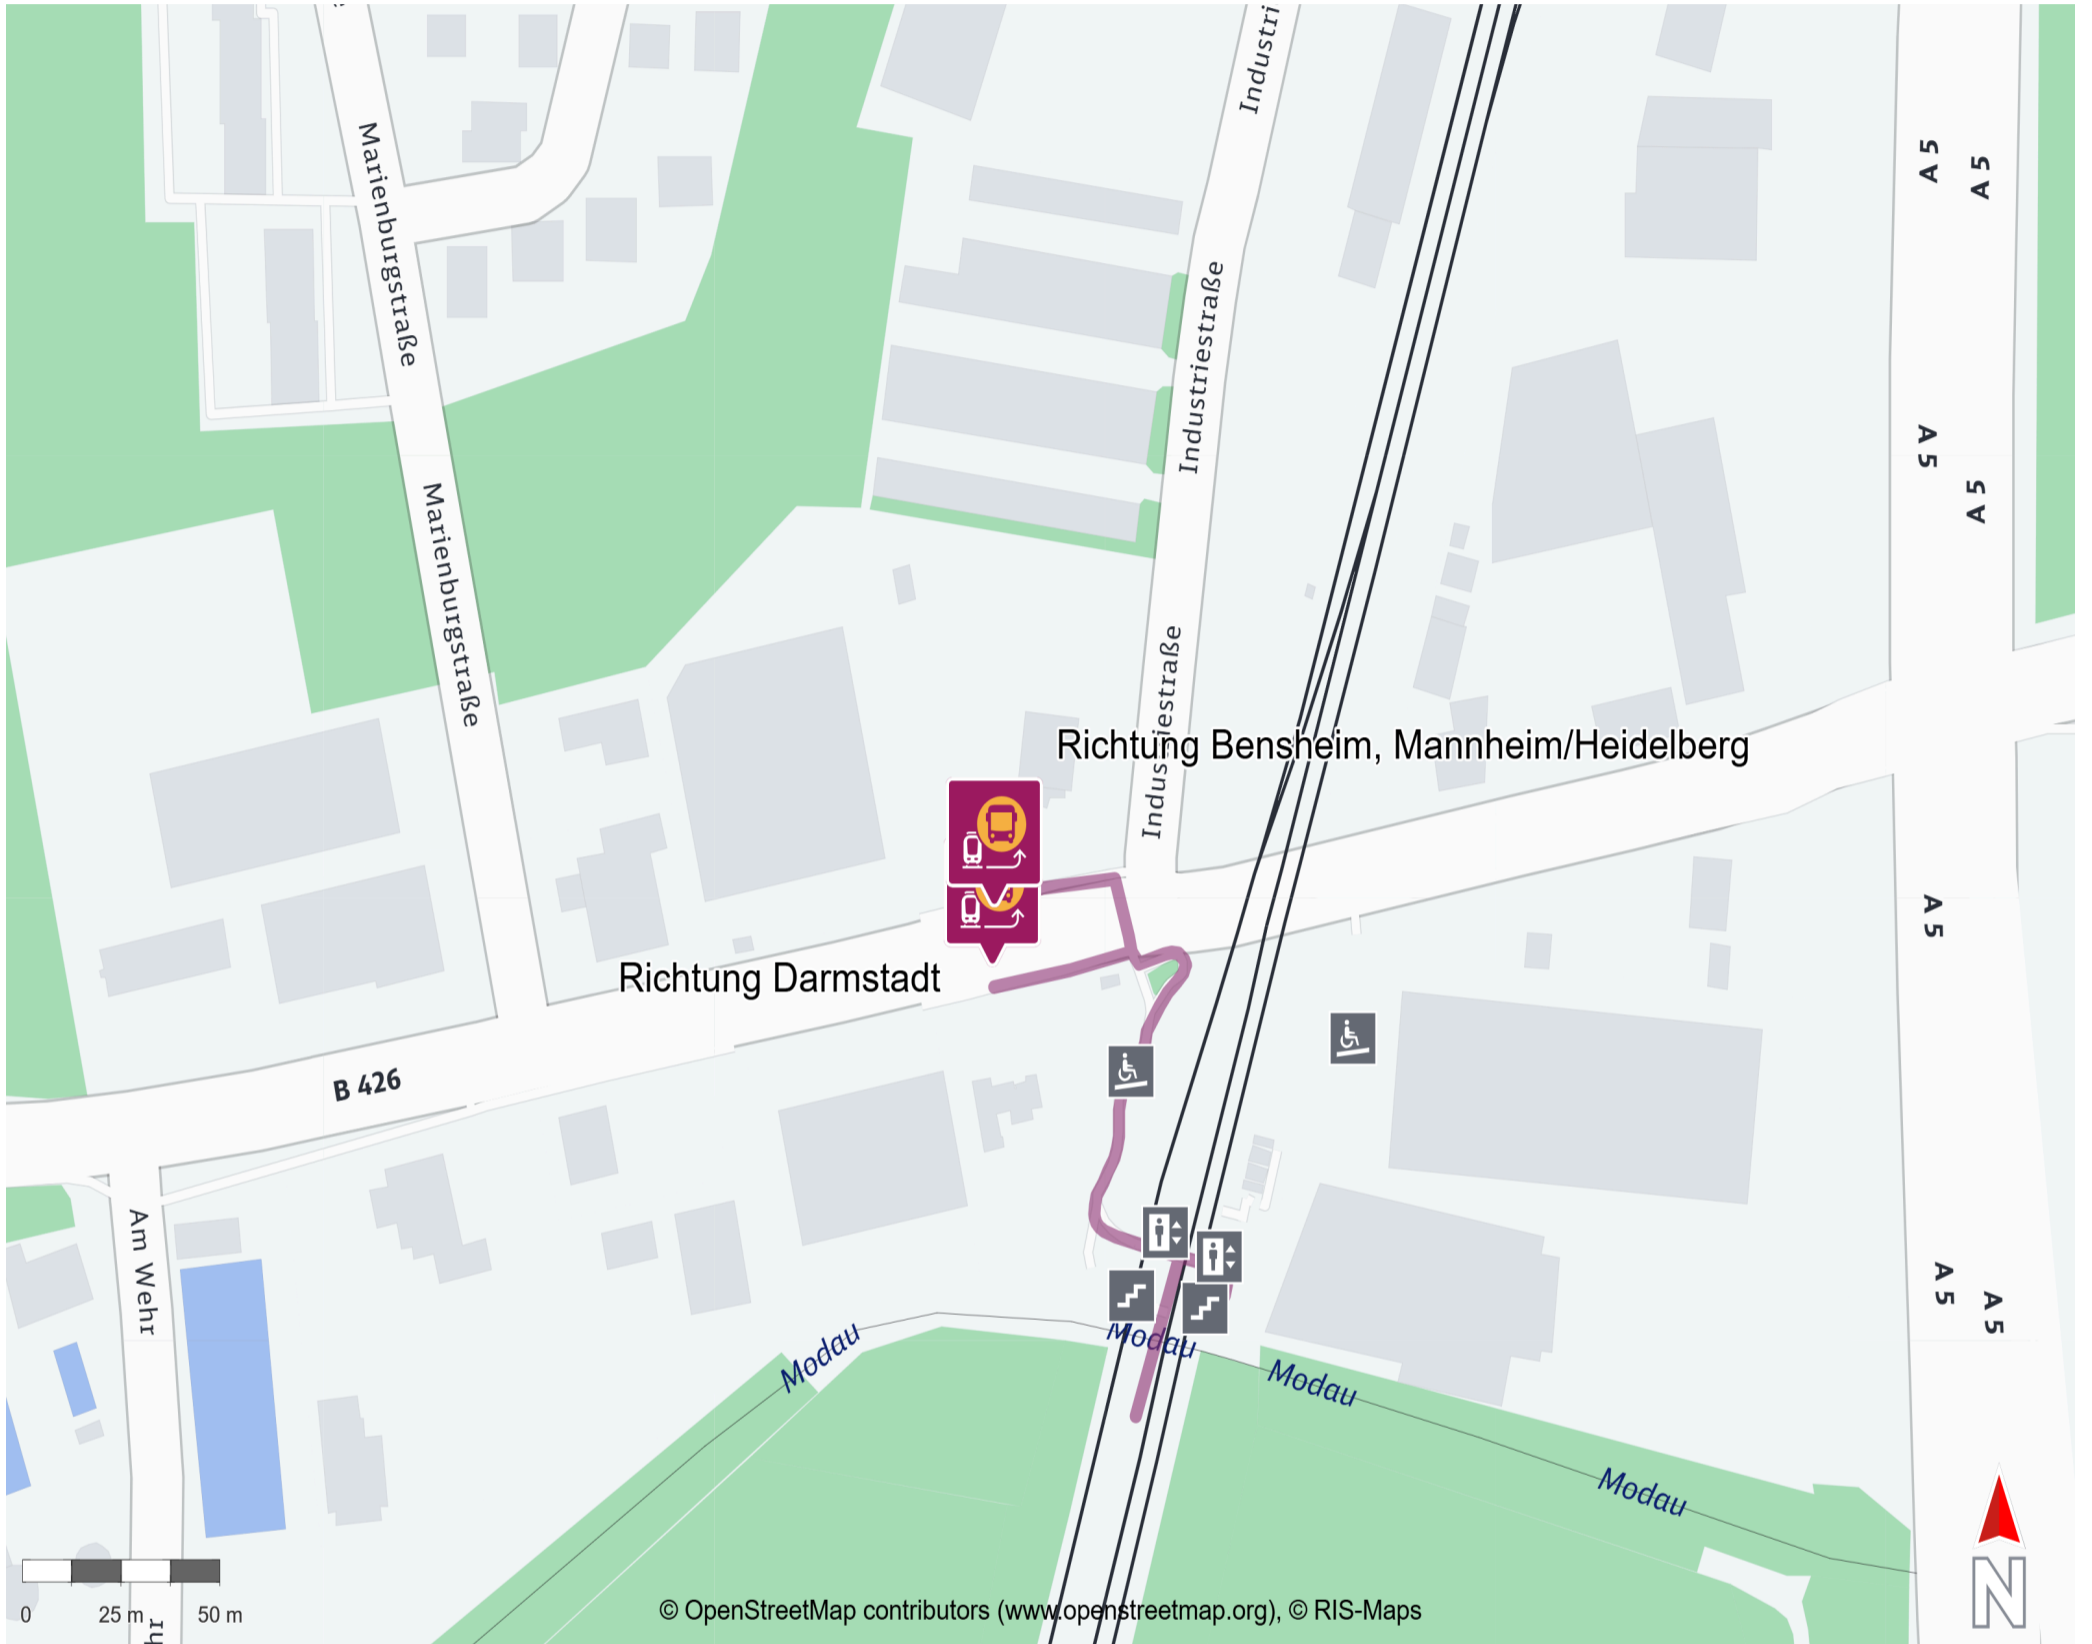 Industri
Marienburgstraße
A 5
A 5
Industriestraße
A 5
A 5
Marienburgstraße
Industriestraße
Richtung Bensheim, Mannheim/Heidelberg
A 5
Richtung Darmstadt
B 426
Am Wehr
A 5
A 5
Modau
Modau
Modau
Modau
0 25 m 50 m
hr
© OpenStreetMap contributors (www.openstreetmap.org), © RIS-Maps
N